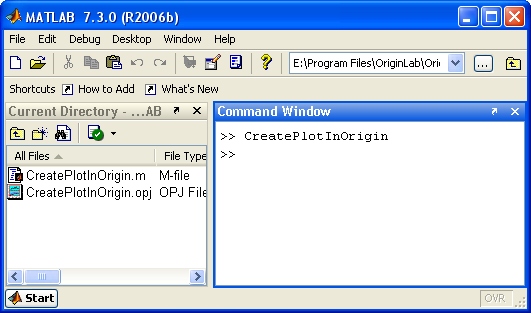 MATLAB 7.3.0 (R2006b)
File Edit Debug Desktop Window Help
E:\Program Files\OriginLab\Orig
...
Shortcuts How to Add What's New
Current Directory - ...AB
Command Window
All Files File Type
CreatePlotInOrigin.m M-file
CreatePlotInOrigin.opj OPJ File
>> CreatePlotInOrigin
>>
Start
OVR